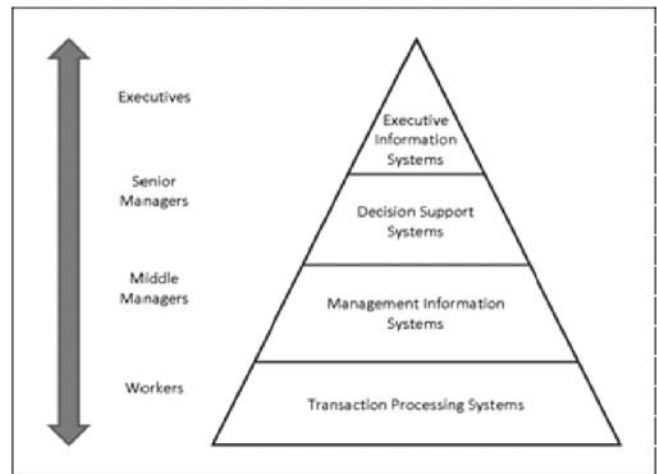 Executives
Senior
Managers
Middle
Managers
Workers
Executive
Information
Systems
Decision Support
Systems
Management Information
Systems
Transaction Processing Systems